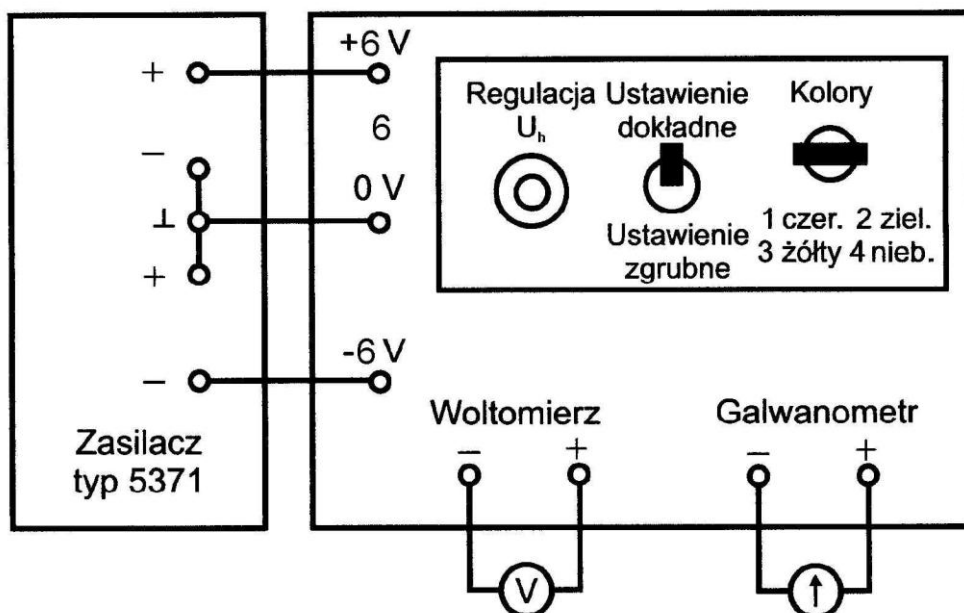 +6 V
+
6
−
0 V
⊥
+
-6 V
−
Zasilacz
typ 5371
Regulacja
Uₕ
Ustawienie
dokładne
Ustawienie
zgrubne
Kolory
1 czer. 2 ziel.
3 żółty 4 nieb.
Woltomierz
− +
V
Galwanometr
− +